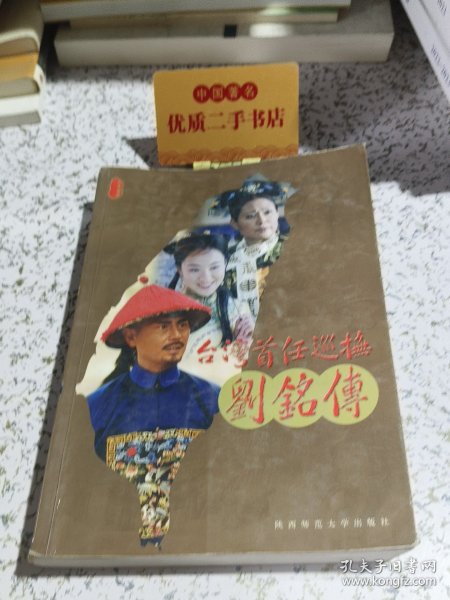 中国著名
优质二手书店
台湾首任巡撫
劉銘傳
陕西师范大学出版社
孔夫子旧书网
www.kongfz.com